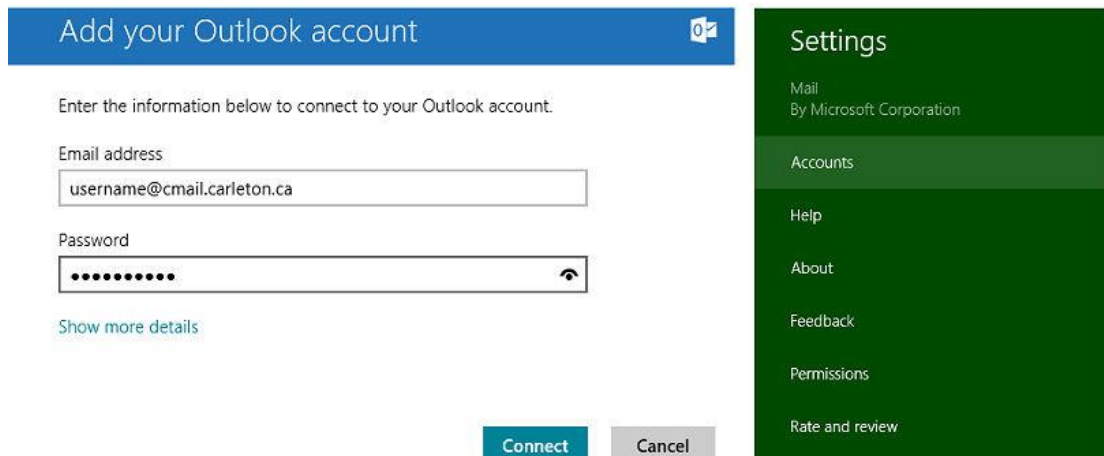 Add your Outlook account
Enter the information below to connect to your Outlook account.
Email address
username@cmail.carleton.ca
Password
••••••••••
Show more details
Connect
Cancel
Settings
Mail
By Microsoft Corporation
Accounts
Help
About
Feedback
Permissions
Rate and review